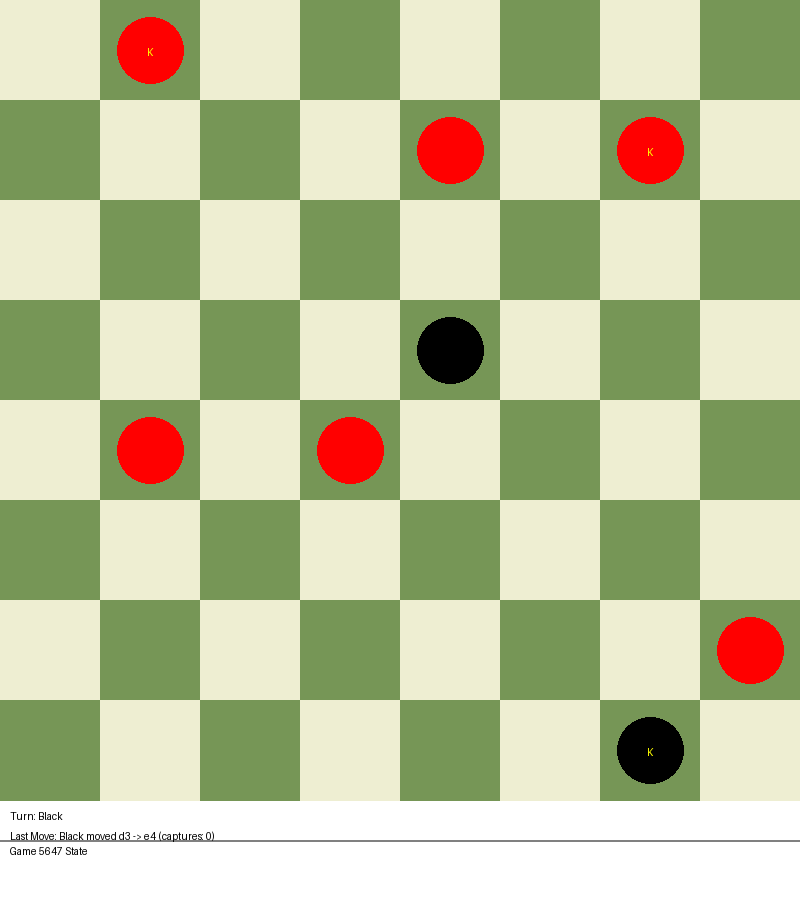 K
K
K
Turn: Black
Last Move: Black moved d3 -> e4 (captures: 0)
Game 5647 State